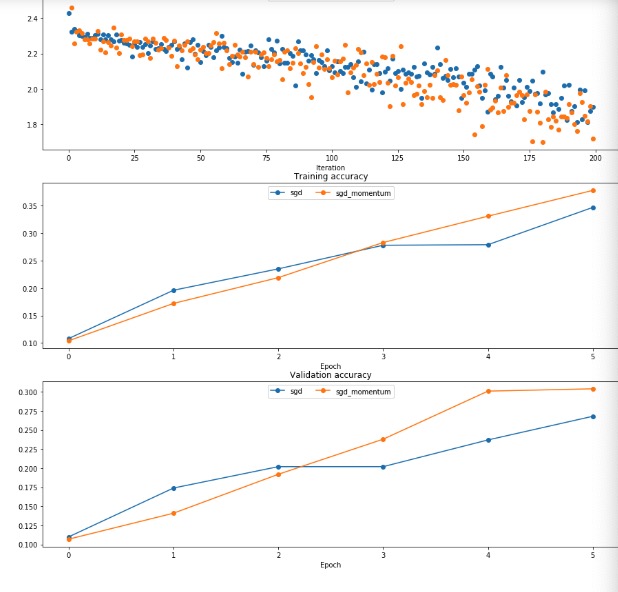 2.4
2.2
2.0
1.8
0 25 50 75 100 125 150 175 200
Iteration
Training accuracy
sgd sgd_momentum
0.35
0.30
0.25
0.20
0.15
0.10
0 1 2 3 4 5
Epoch
Validation accuracy
sgd sgd_momentum
0.300
0.275
0.250
0.225
0.200
0.175
0.150
0.125
0.100
0 1 2 3 4 5
Epoch